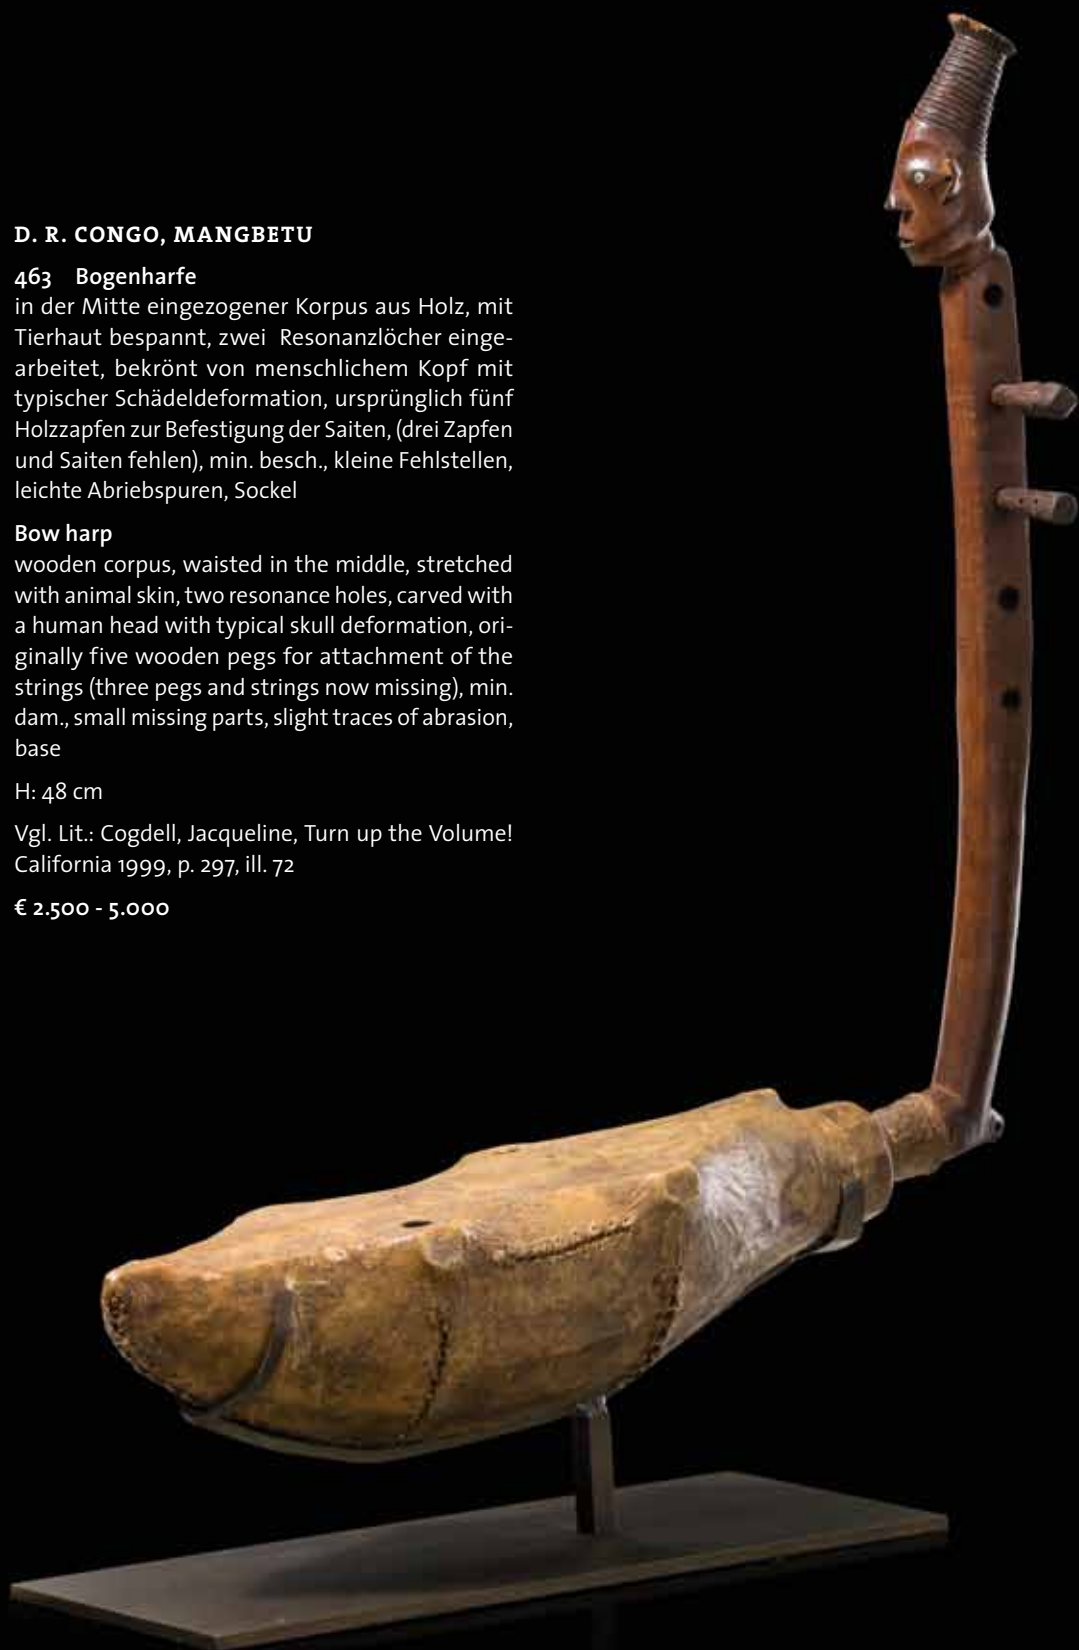 D. R. CONGO, MANGBETU
463 Bogenharfe
in der Mitte eingezogener Korpus aus Holz, mit
Tierhaut bespannt, zwei Resonanzlöcher einge-
arbeitet, bekrönt von menschlichem Kopf mit
typischer Schädeldeformation, ursprünglich fünf
Holzzapfen zur Befestigung der Saiten, (drei Zapfen
und Saiten fehlen), min. besch., kleine Fehlstellen,
leichte Abriebspuren, Sockel
Bow harp
wooden corpus, waisted in the middle, stretched
with animal skin, two resonance holes, carved with
a human head with typical skull deformation, ori-
ginally five wooden pegs for attachment of the
strings (three pegs and strings now missing), min.
dam., small missing parts, slight traces of abrasion,
base
H: 48 cm
Vgl. Lit.: Cogdell, Jacqueline, Turn up the Volume!
California 1999, p. 297, ill. 72
€ 2.500 - 5.000